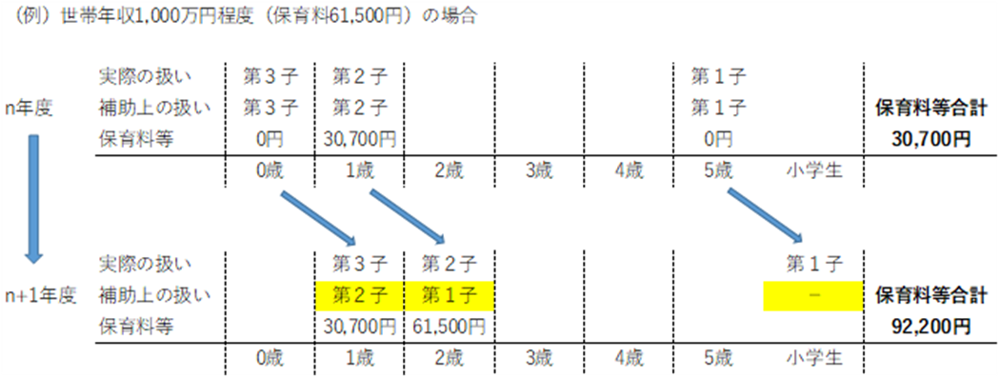 （例）世帯年収1,000万円程度（保育料61,500円）の場合
実際の扱い 第３子 第２子 第１子
n年度 補助上の扱い 第３子 第２子 第１子 保育料等合計
保育料等 0円 30,700円 0円 30,700円
0歳 1歳 2歳 3歳 4歳 5歳 小学生
実際の扱い 第３子 第２子 第１子
n+1年度 補助上の扱い 第２子 第１子 － 保育料等合計
保育料等 30,700円 61,500円 92,200円
0歳 1歳 2歳 3歳 4歳 5歳 小学生